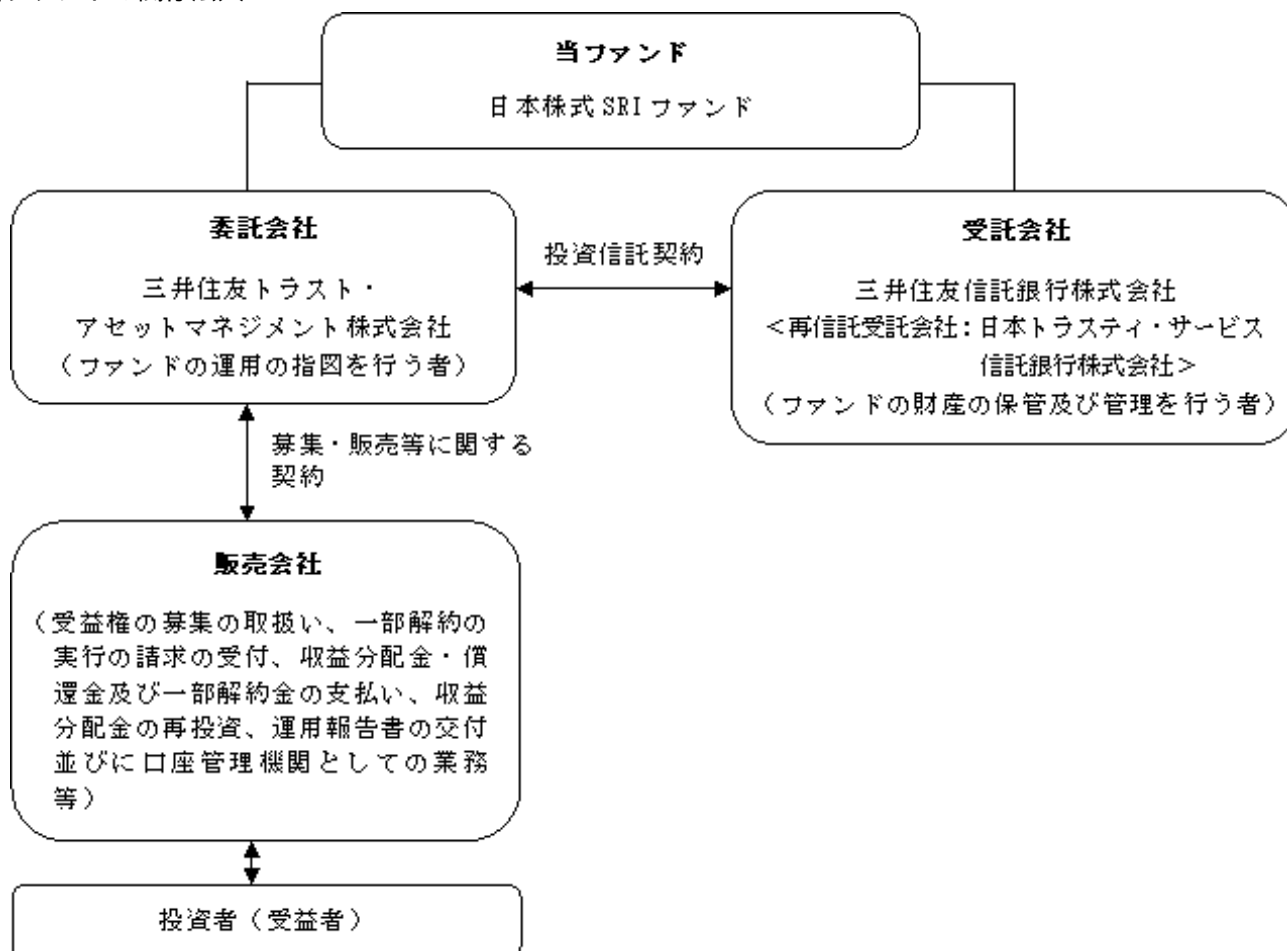 当ファンド
日本株式SRIファンド
委託会社
三井住友トラスト・
アセットマネジメント株式会社
（ファンドの運用の指図を行う者）
投資信託契約
受託会社
三井住友信託銀行株式会社
＜再信託受託会社：日本トラスティ・サービス
信託銀行株式会社＞
（ファンドの財産の保管及び管理を行う者）
募集・販売等に関する
契約
販売会社
（受益権の募集の取扱い、一部解約の
実行の請求の受付、収益分配金・償
還金及び一部解約金の支払い、収益
分配金の再投資、運用報告書の交付
並びに口座管理機関としての業務
等）
投資者（受益者）